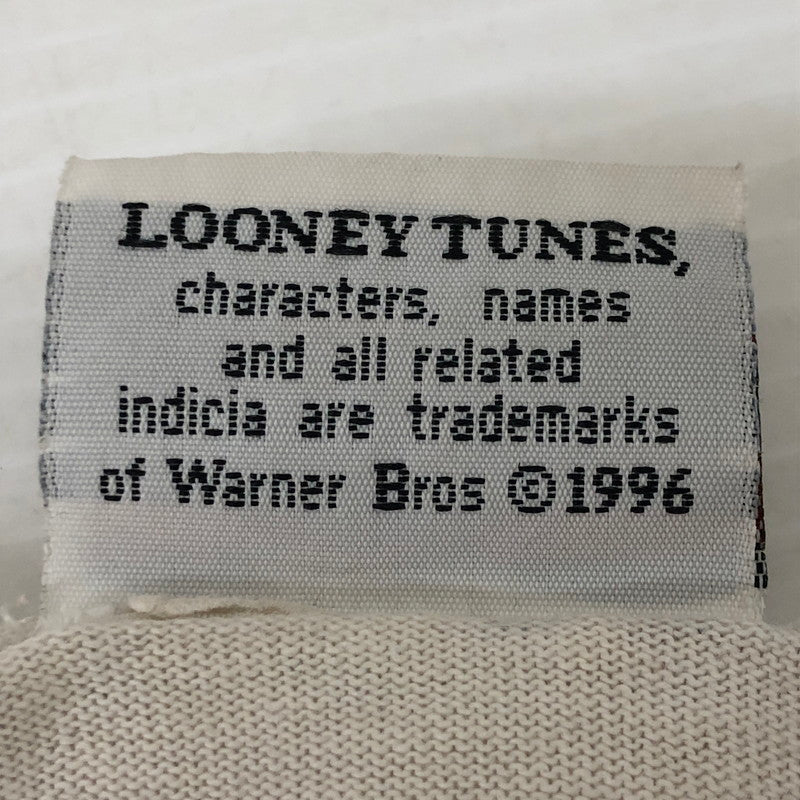 LOONEY TUNES,
characters, names
and all related
indicia are trademarks
of Warner Bros ©1996